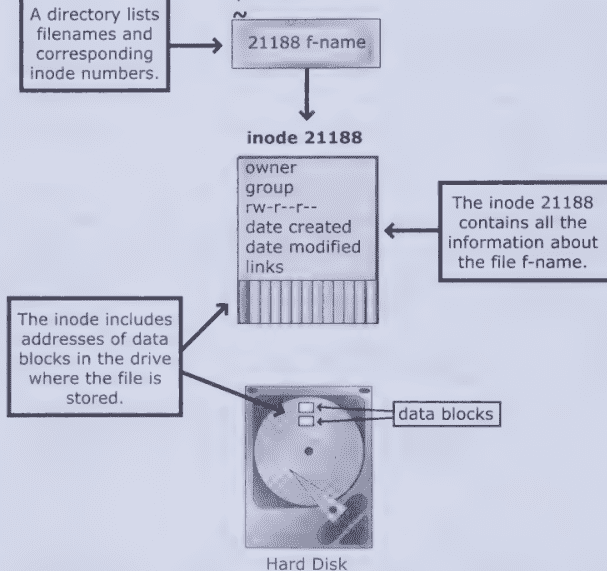 A directory lists
filenames and
corresponding
inode numbers.
~
21188 f-name
inode 21188
owner
group
rw-r--r--
date created
date modified
links
The inode 21188
contains all the
information about
the file f-name.
The inode includes
addresses of data
blocks in the drive
where the file is
stored.
data blocks
Hard Disk